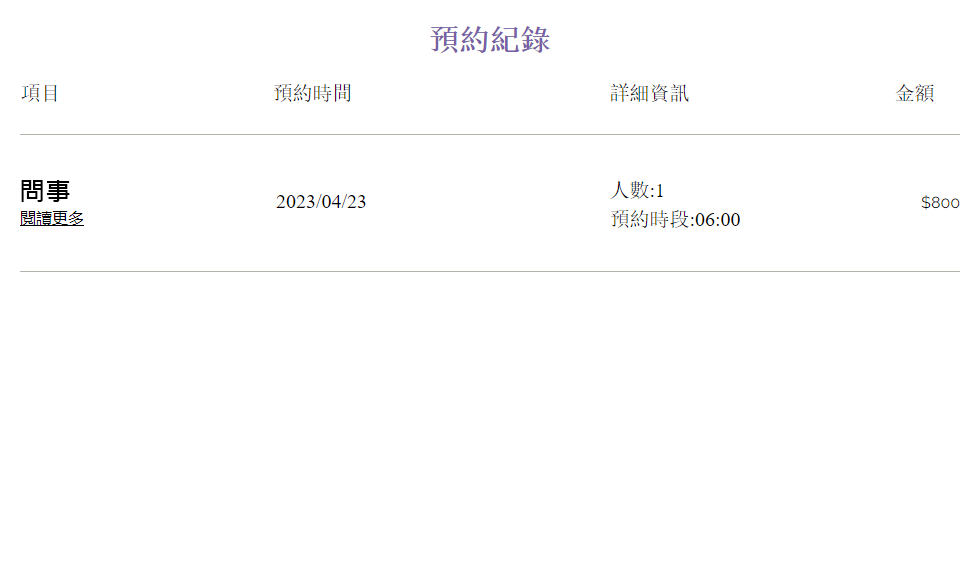 預約紀錄
項目 預約時間 詳細資訊 金額
問事
閱讀更多
2023/04/23
人數:1
預約時段:06:00
$800